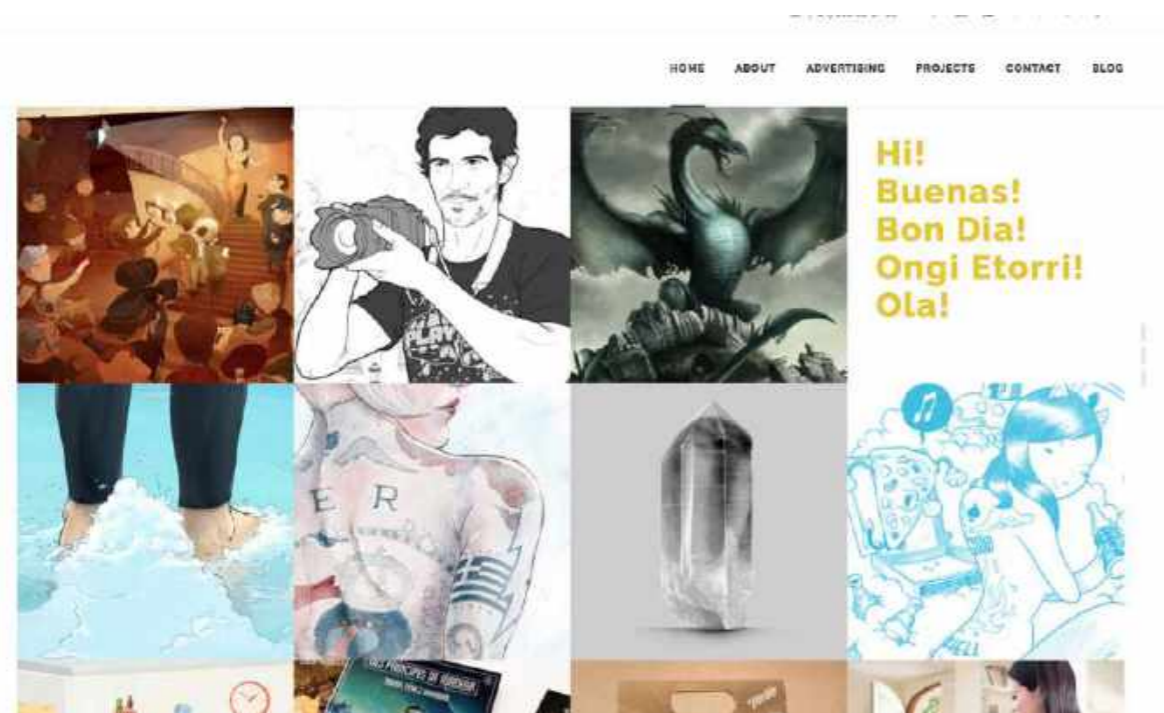 HOME ABOUT ADVERTISING PROJECTS CONTACT BLOG
Hi!
Buenas!
Bon Dia!
Ongi Etorri!
Ola!
E R